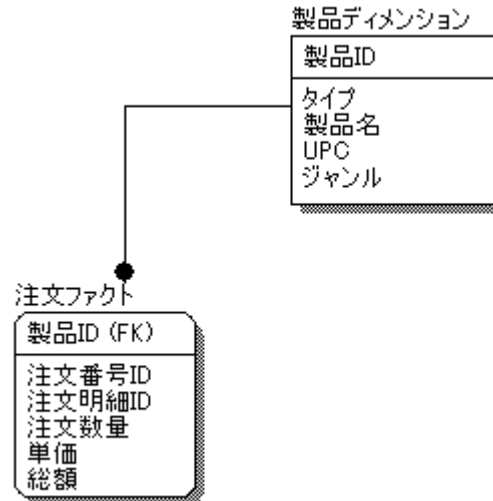 製品ディメンション
製品ID
タイプ
製品名
UPC
ジャンル
注文ファクト
製品ID (FK)
注文番号ID
注文明細ID
注文数量
単価
総額